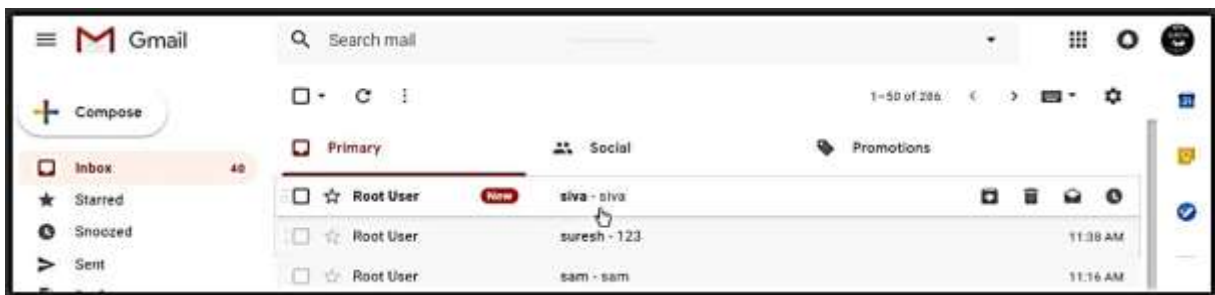 Gmail
Search mail
Compose
1-50 of 286
Primary
Social
Promotions
Inbox 40
Starred
Snoozed
Sent
Root User New siva - siva
Root User suresh - 123 11:38 AM
Root User sam - sam 11:16 AM